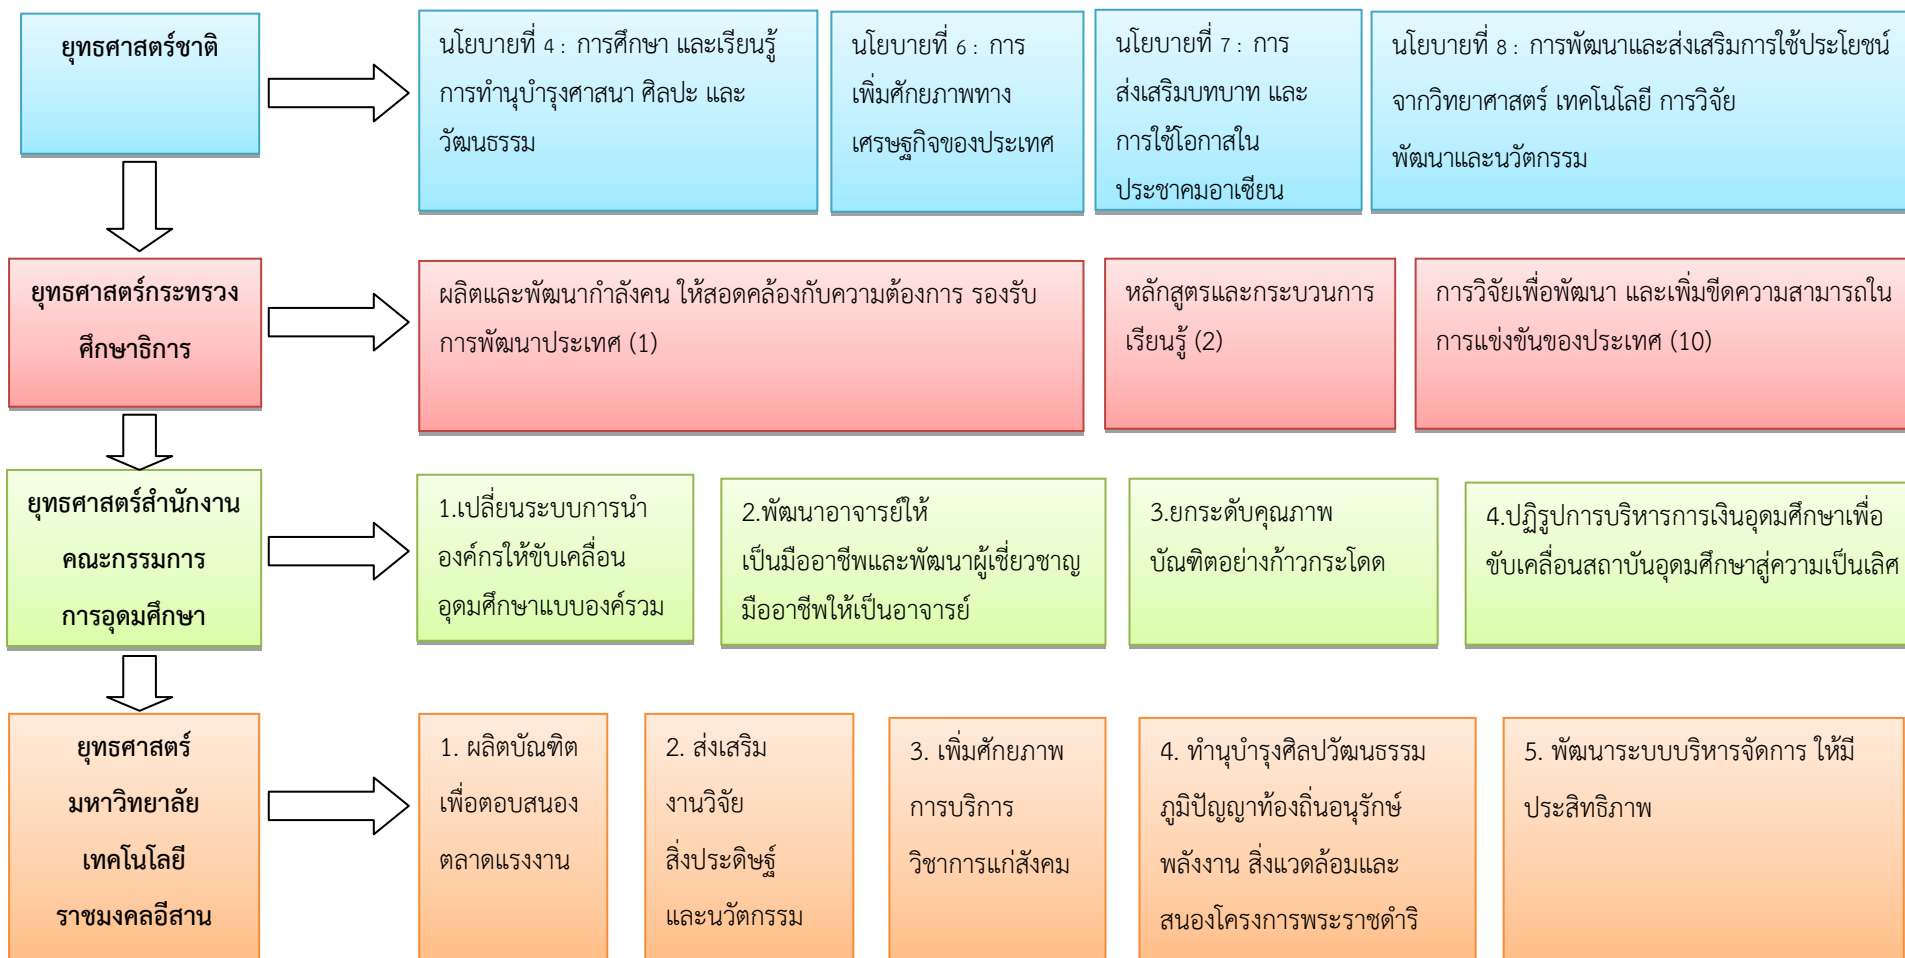 ยุทธศาสตร์ชาติ
นโยบายที่ 4 : การศึกษา และเรียนรู้
การทำนุบำรุงศาสนา ศิลปะ และ
วัฒนธรรม
นโยบายที่ 6 : การ
เพิ่มศักยภาพทาง
เศรษฐกิจของประเทศ
นโยบายที่ 7 : การ
ส่งเสริมบทบาท และ
การใช้โอกาสใน
ประชาคมอาเซียน
นโยบายที่ 8 : การพัฒนาและส่งเสริมการใช้ประโยชน์
จากวิทยาศาสตร์ เทคโนโลยี การวิจัย
พัฒนาและนวัตกรรม
ยุทธศาสตร์กระทรวง
ศึกษาธิการ
ผลิตและพัฒนากำลังคน ให้สอดคล้องกับความต้องการ รองรับ
การพัฒนาประเทศ (1)
หลักสูตรและกระบวนการ
เรียนรู้ (2)
การวิจัยเพื่อพัฒนา และเพิ่มขีดความสามารถใน
การแข่งขันของประเทศ (10)
ยุทธศาสตร์สำนักงาน
คณะกรรมการ
การอุดมศึกษา
1.เปลี่ยนระบบการนำ
องค์กรให้ขับเคลื่อน
อุดมศึกษาแบบองค์รวม
2.พัฒนาอาจารย์ให้
เป็นมืออาชีพและพัฒนาผู้เชี่ยวชาญ
มืออาชีพให้เป็นอาจารย์
3.ยกระดับคุณภาพ
บัณฑิตอย่างก้าวกระโดด
4.ปฏิรูปการบริหารการเงินอุดมศึกษาเพื่อ
ขับเคลื่อนสถาบันอุดมศึกษาสู่ความเป็นเลิศ
ยุทธศาสตร์
มหาวิทยาลัย
เทคโนโลยี
ราชมงคลอีสาน
1. ผลิตบัณฑิต
เพื่อตอบสนอง
ตลาดแรงงาน
2. ส่งเสริม
งานวิจัย
สิ่งประดิษฐ์
และนวัตกรรม
3. เพิ่มศักยภาพ
การบริการ
วิชาการแก่สังคม
4. ทำนุบำรุงศิลปวัฒนธรรม
ภูมิปัญญาท้องถิ่นอนุรักษ์
พลังงาน สิ่งแวดล้อมและ
สนองโครงการพระราชดำริ
5. พัฒนาระบบบริหารจัดการ ให้มี
ประสิทธิภาพ